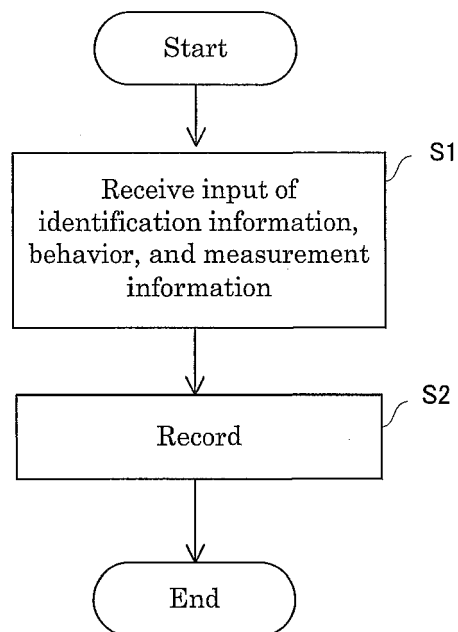 Start
S1
Receive input of
identification information,
behavior, and measurement
information
S2
Record
End